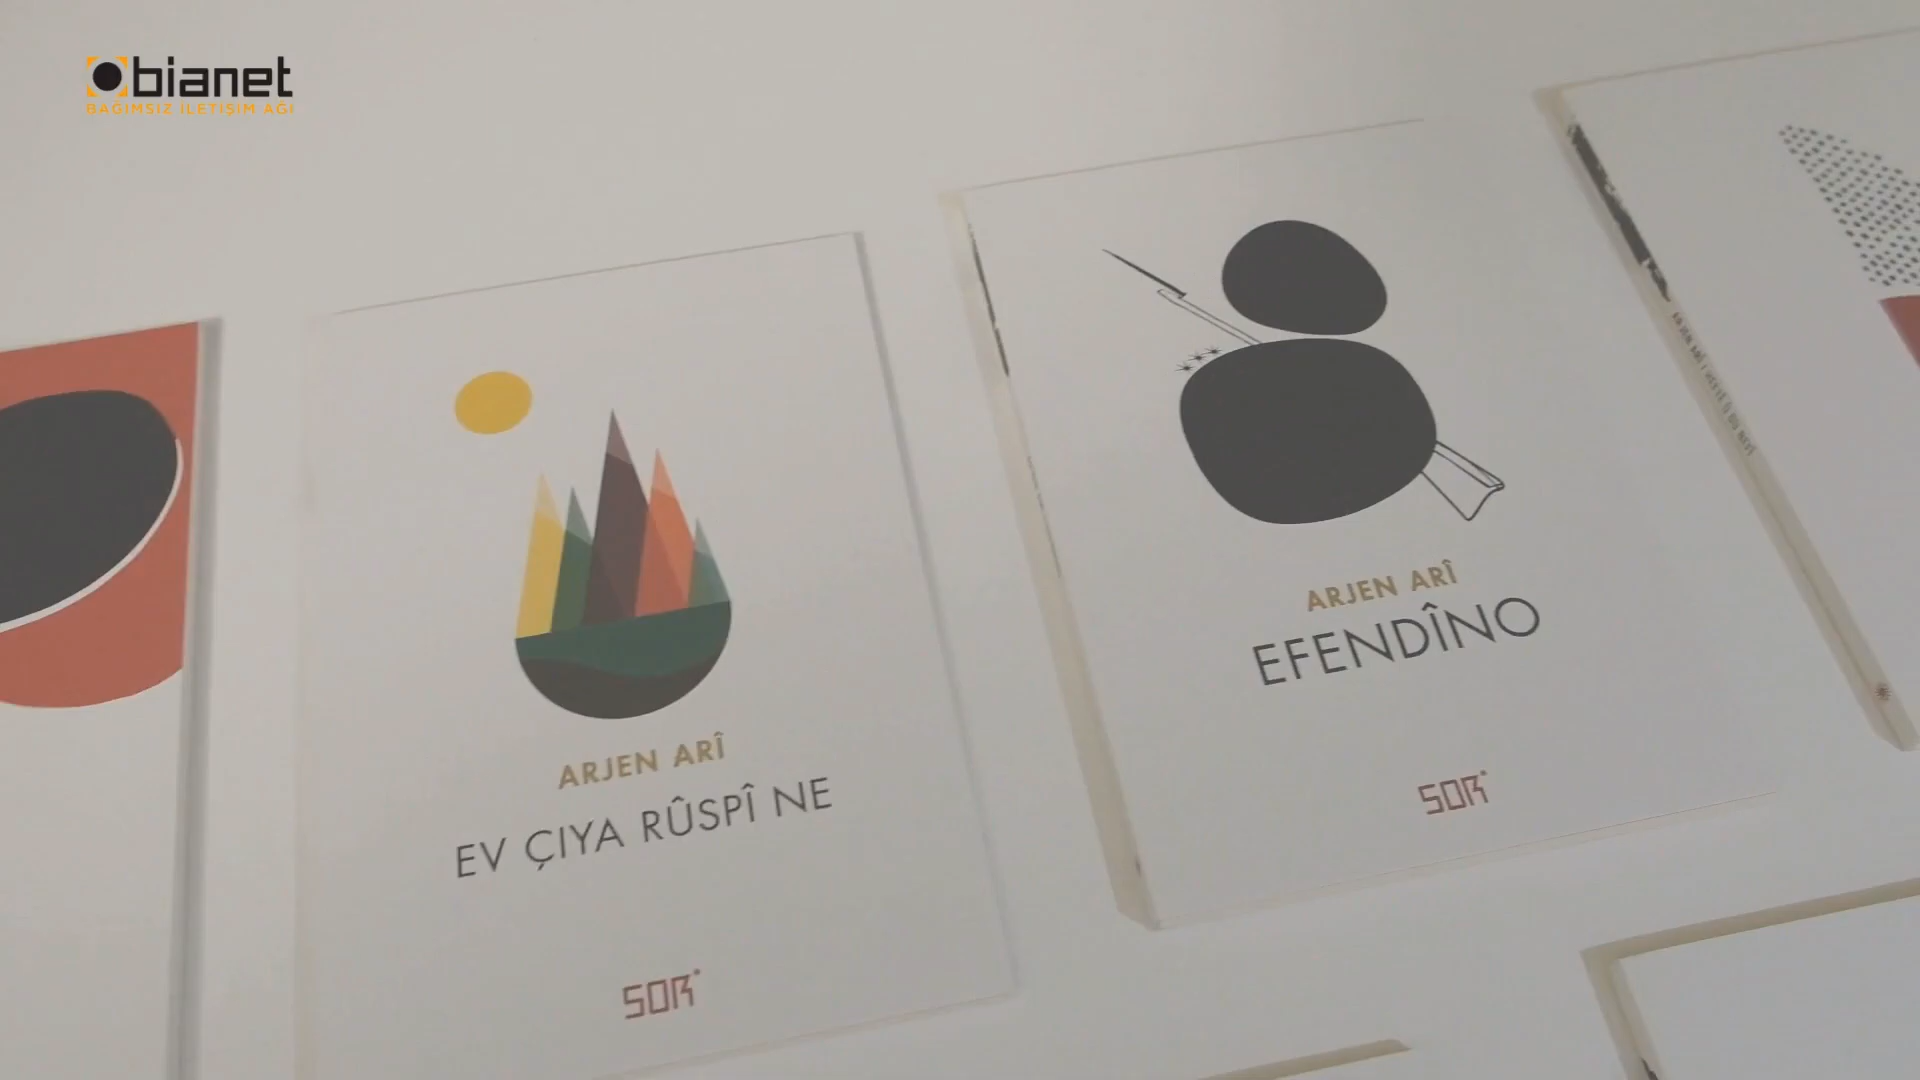 bianet
BAĞIMSIZ İLETİŞİM AĞI
ARJEN ARÎ
EV ÇIYA RÛSPÎ NE
SOR
ARJEN ARÎ
EFENDÎNO
SOR